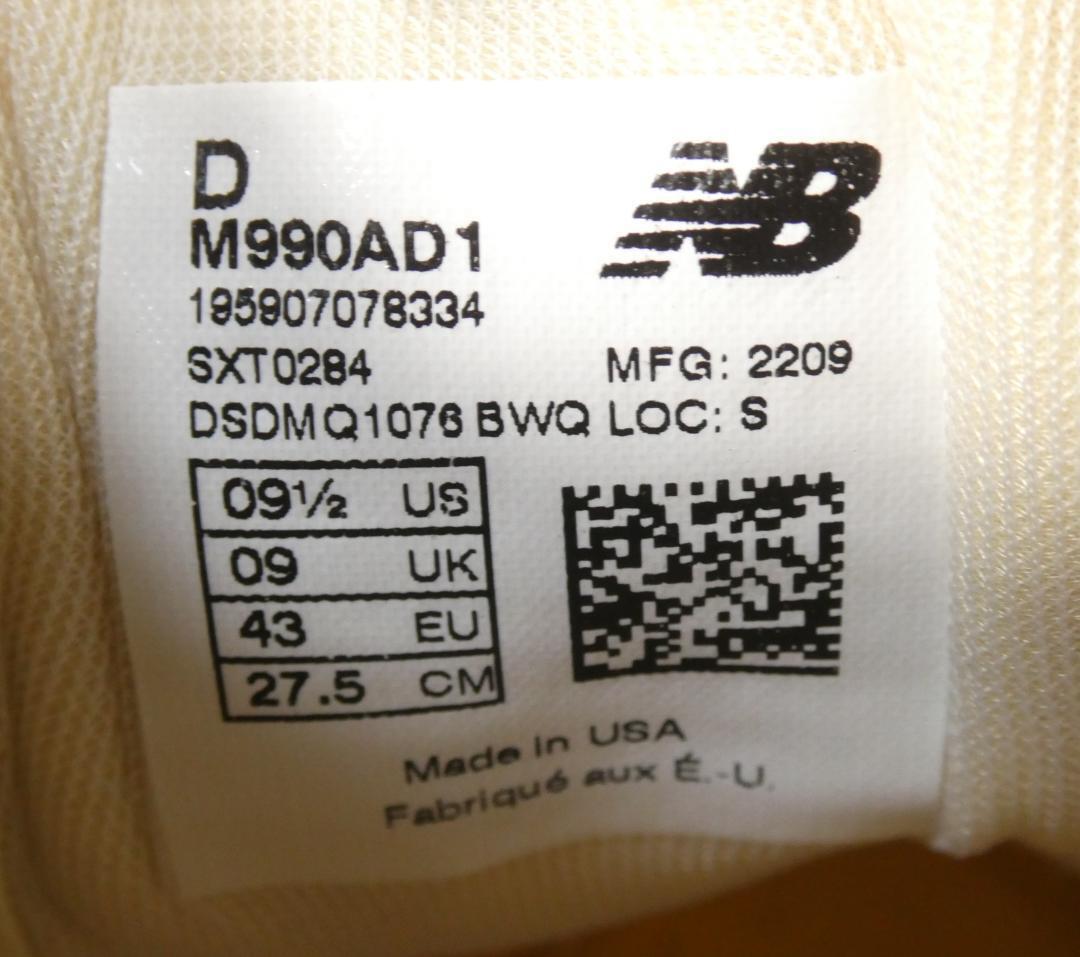 D
NB
M990AD1
195907078334
SXT0284 MFG: 2209
DSDMQ1076 BWQ LOC: S
09½ US
09 UK
43 EU
27.5 CM
Made in USA
Fabriqué aux É.-U.